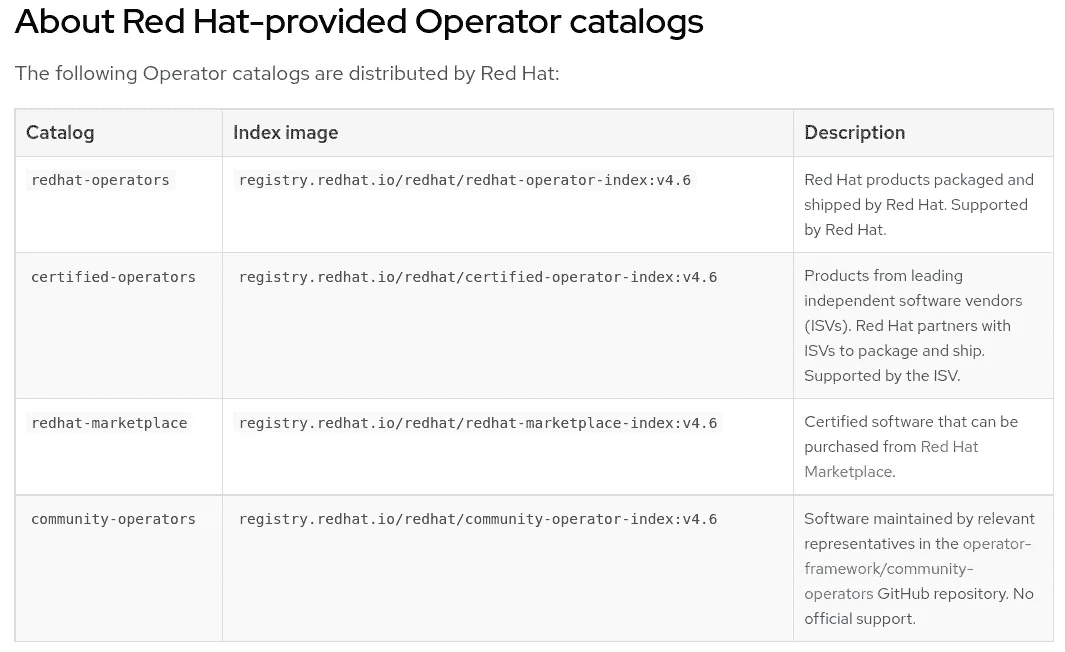 About Red Hat-provided Operator catalogs
The following Operator catalogs are distributed by Red Hat:
Catalog Index image Description
redhat-operators registry.redhat.io/redhat/redhat-operator-index:v4.6 Red Hat products packaged and
shipped by Red Hat. Supported
by Red Hat.
certified-operators registry.redhat.io/redhat/certified-operator-index:v4.6 Products from leading
independent software vendors
(ISVs). Red Hat partners with
ISVs to package and ship.
Supported by the ISV.
redhat-marketplace registry.redhat.io/redhat/redhat-marketplace-index:v4.6 Certified software that can be
purchased from Red Hat
Marketplace.
community-operators registry.redhat.io/redhat/community-operator-index:v4.6 Software maintained by relevant
representatives in the operator-
framework/community-
operators GitHub repository. No
official support.